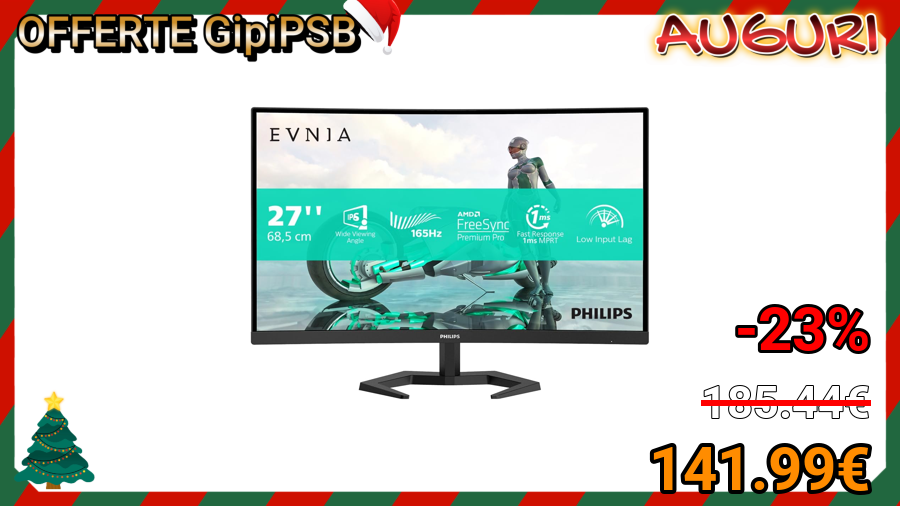 OFFERTE GipiPSB
AUGURI
EVNIA
27''
68,5 cm
IPS
Wide Viewing
Angle
165Hz
AMD
FreeSync
Premium Pro
1ms
Fast Response
1ms MPRT
Low Input Lag
PHILIPS
PHILIPS
-23%
185.44€
141.99€